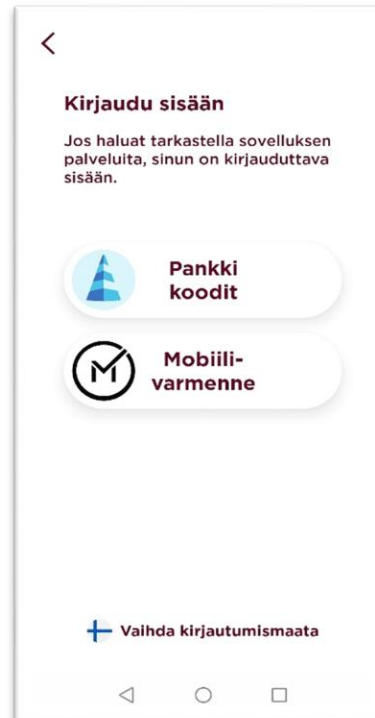 Kirjaudu sisään
Jos haluat tarkastella sovelluksen
palveluita, sinun on kirjauduttava
sisään.
Pankki
koodit
Mobiili-
varmenne
Vaihda kirjautumismaata